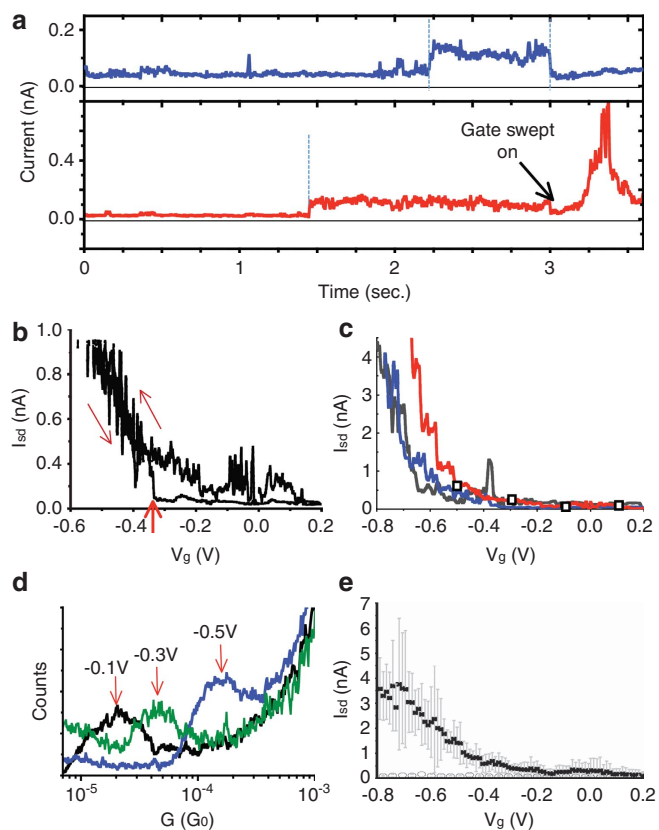 a
0.2
0.0
Current (nA)
0.4
0.0
Gate swept
on
0 1 2 3
Time (sec.)
b
1.0
0.8
0.6
0.4
0
Isd (nA)
-0.6 -0.4 -0.2 0.0 0.2
Vg (V)
c
4
3
2
1
0
Isd (nA)
-0.8 -0.6 -0.4 -0.2 0.0 0.2
Vg (V)
d
-0.1V
-0.3V
-0.5V
Counts
10-5 10-4 10-3
G (G0)
e
7
6
5
4
3
2
1
0
Isd (nA)
-0.8 -0.6 -0.4 -0.2 0.0 0.2
Vg (V)